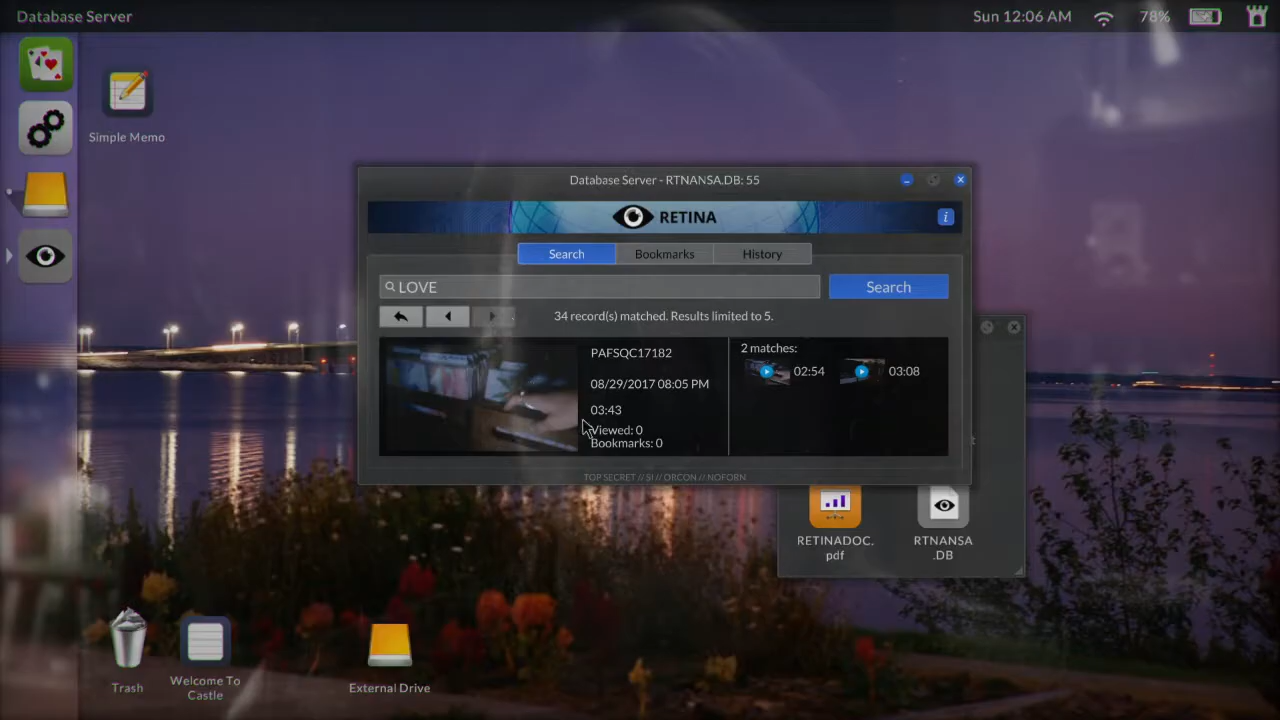 Database Server
Sun 12:06 AM
78%
Simple Memo
Database Server - RTNANSA.DB: 55
RETINA
i
Search
Bookmarks
History
LOVE
Search
34 record(s) matched. Results limited to 5.
PAFSQC17182
08/29/2017 08:05 PM
03:43
Viewed: 0
Bookmarks: 0
2 matches:
02:54
03:08
TOP SECRET // SI // ORCON // NOFORN
RETINADOC.
pdf
RTNANSA
.DB
Trash
Welcome To
Castle
External Drive